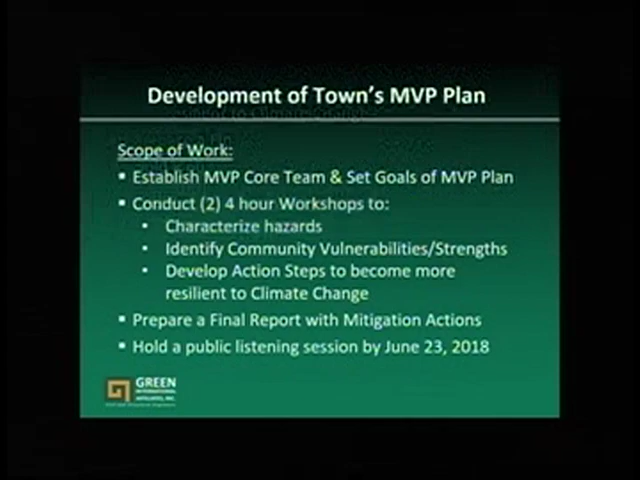 Development of Town's MVP Plan
Scope of Work:
▪ Establish MVP Core Team & Set Goals of MVP Plan
▪ Conduct (2) 4 hour Workshops to:
• Characterize hazards
• Identify Community Vulnerabilities/Strengths
• Develop Action Steps to become more
resilient to Climate Change
▪ Prepare a Final Report with Mitigation Actions
▪ Hold a public listening session by June 23, 2018
GREEN
INTERNATIONAL
AFFILIATES, INC.